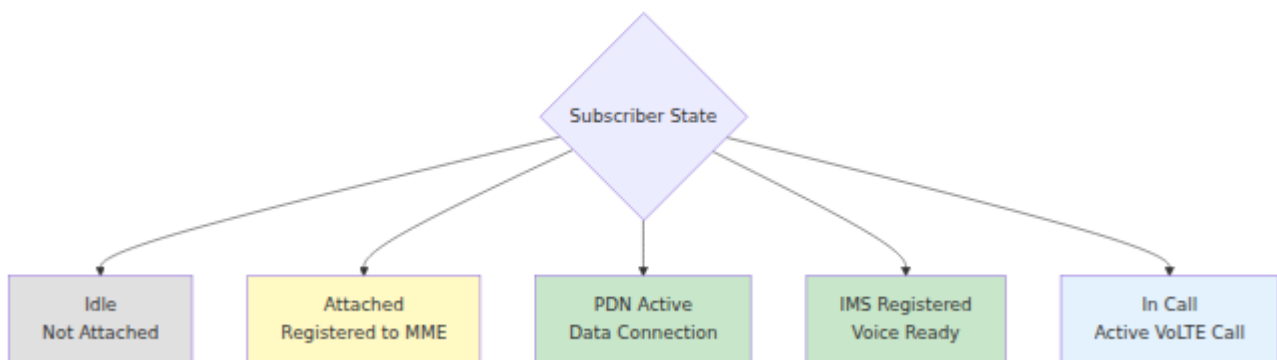 Subscriber State
Idle
Not Attached
Attached
Registered to MME
PDN Active
Data Connection
IMS Registered
Voice Ready
In Call
Active VoLTE Call